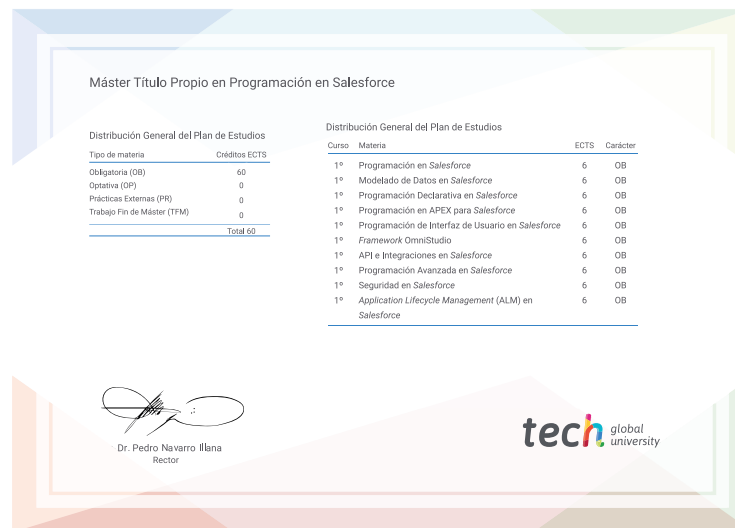 Máster Título Propio en Programación en Salesforce
Distribución General del Plan de Estudios
Tipo de materia Créditos ECTS
Obligatoria (OB) 60
Optativa (OP) 0
Prácticas Externas (PR) 0
Trabajo Fin de Máster (TFM) 0
Total 60
Distribución General del Plan de Estudios
Curso Materia ECTS Carácter
1º Programación en Salesforce 6 OB
1º Modelado de Datos en Salesforce 6 OB
1º Programación Declarativa en Salesforce 6 OB
1º Programación en APEX para Salesforce 6 OB
1º Programación de Interfaz de Usuario en Salesforce 6 OB
1º Framework OmniStudio 6 OB
1º API e Integraciones en Salesforce 6 OB
1º Programación Avanzada en Salesforce 6 OB
1º Seguridad en Salesforce 6 OB
1º Application Lifecycle Management (ALM) en 6 OB
Salesforce
Dr. Pedro Navarro Illana
Rector
tech global
university